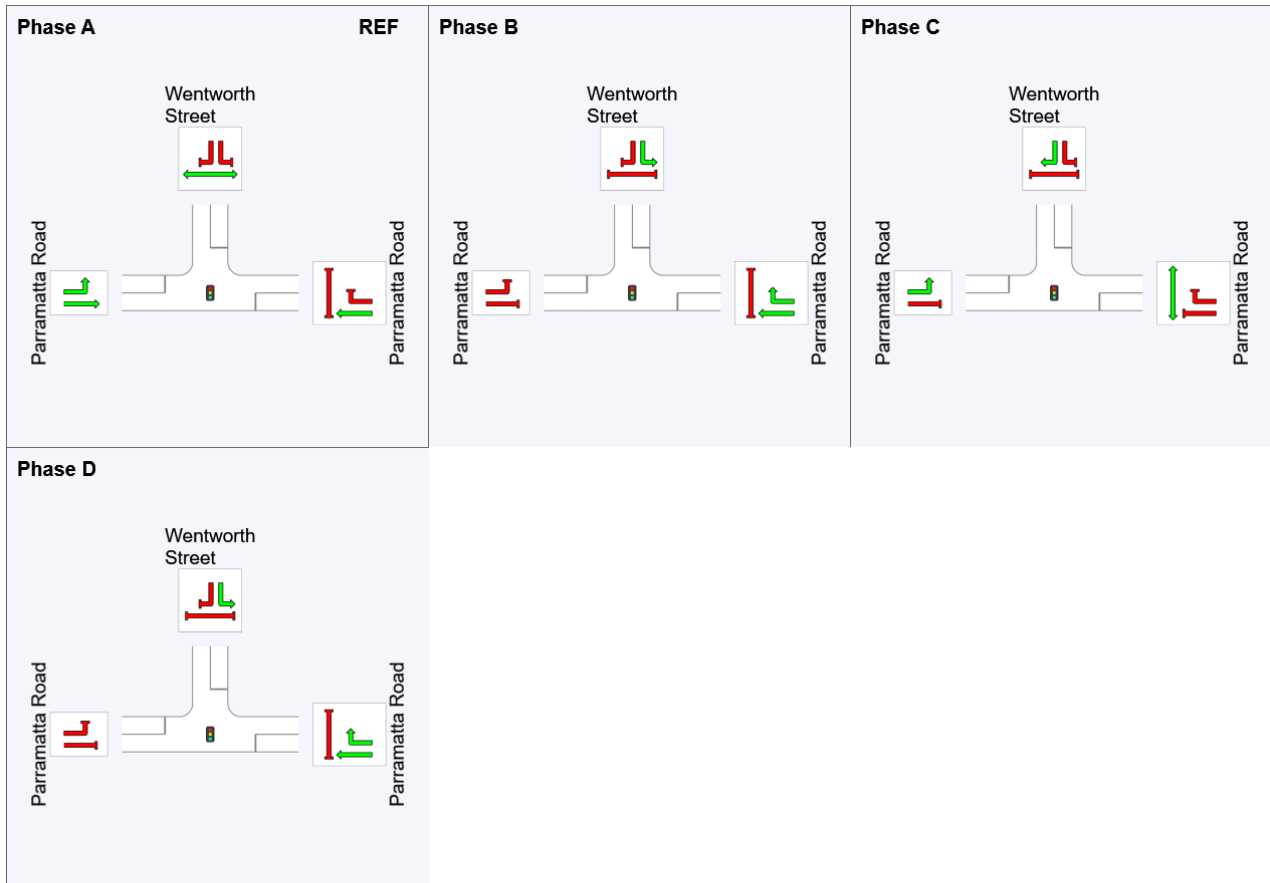 Phase A
REF
Wentworth
Street
Parramatta Road
Parramatta Road
Phase B
Wentworth
Street
Parramatta Road
Parramatta Road
Phase C
Wentworth
Street
Parramatta Road
Parramatta Road
Phase D
Wentworth
Street
Parramatta Road
Parramatta Road